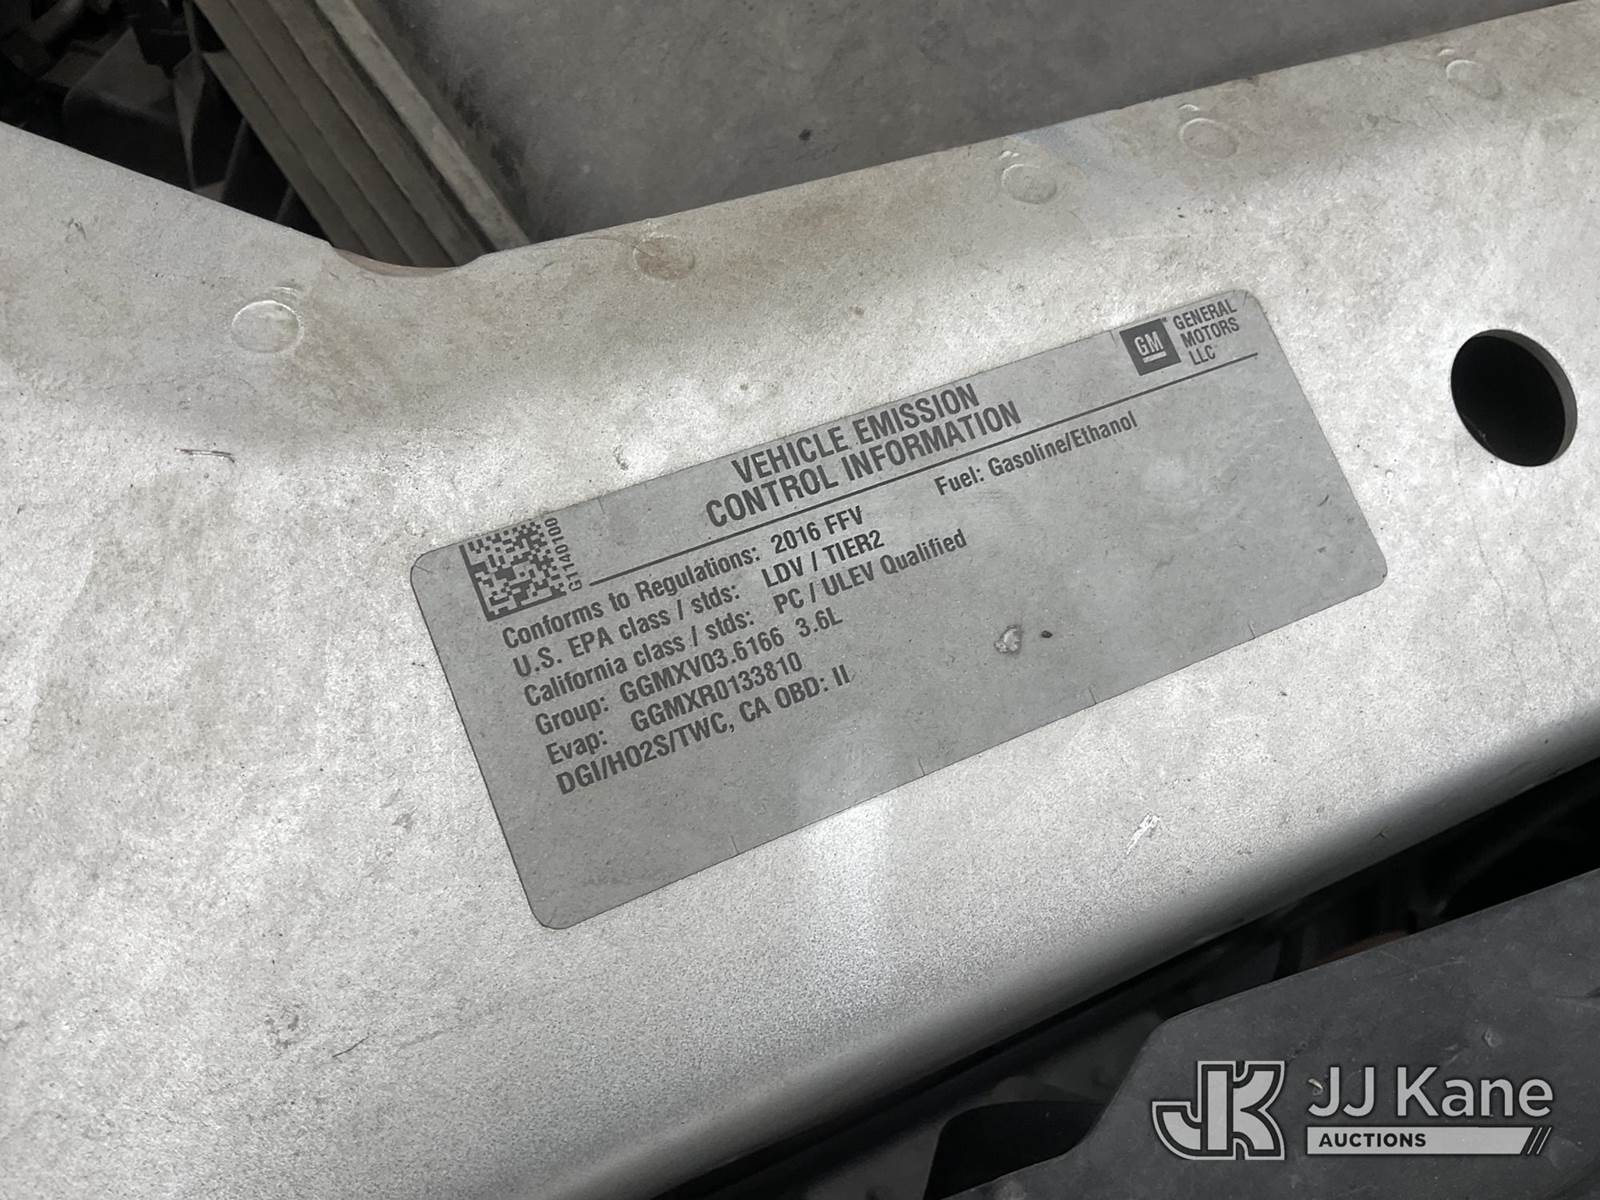 GM GENERAL
MOTORS
LLC
VEHICLE EMISSION
CONTROL INFORMATION
G1140100
Fuel: Gasoline/Ethanol
Conforms to Regulations: 2016 FFV
U.S. EPA class / stds: LDV / TIER2
California class / stds: PC / ULEV Qualified
Group: GGMXV03.6166 3.6L
Evap: GGMXR0133810
DGI/HO2S/TWC, CA OBD: II
JK JJ Kane
AUCTIONS